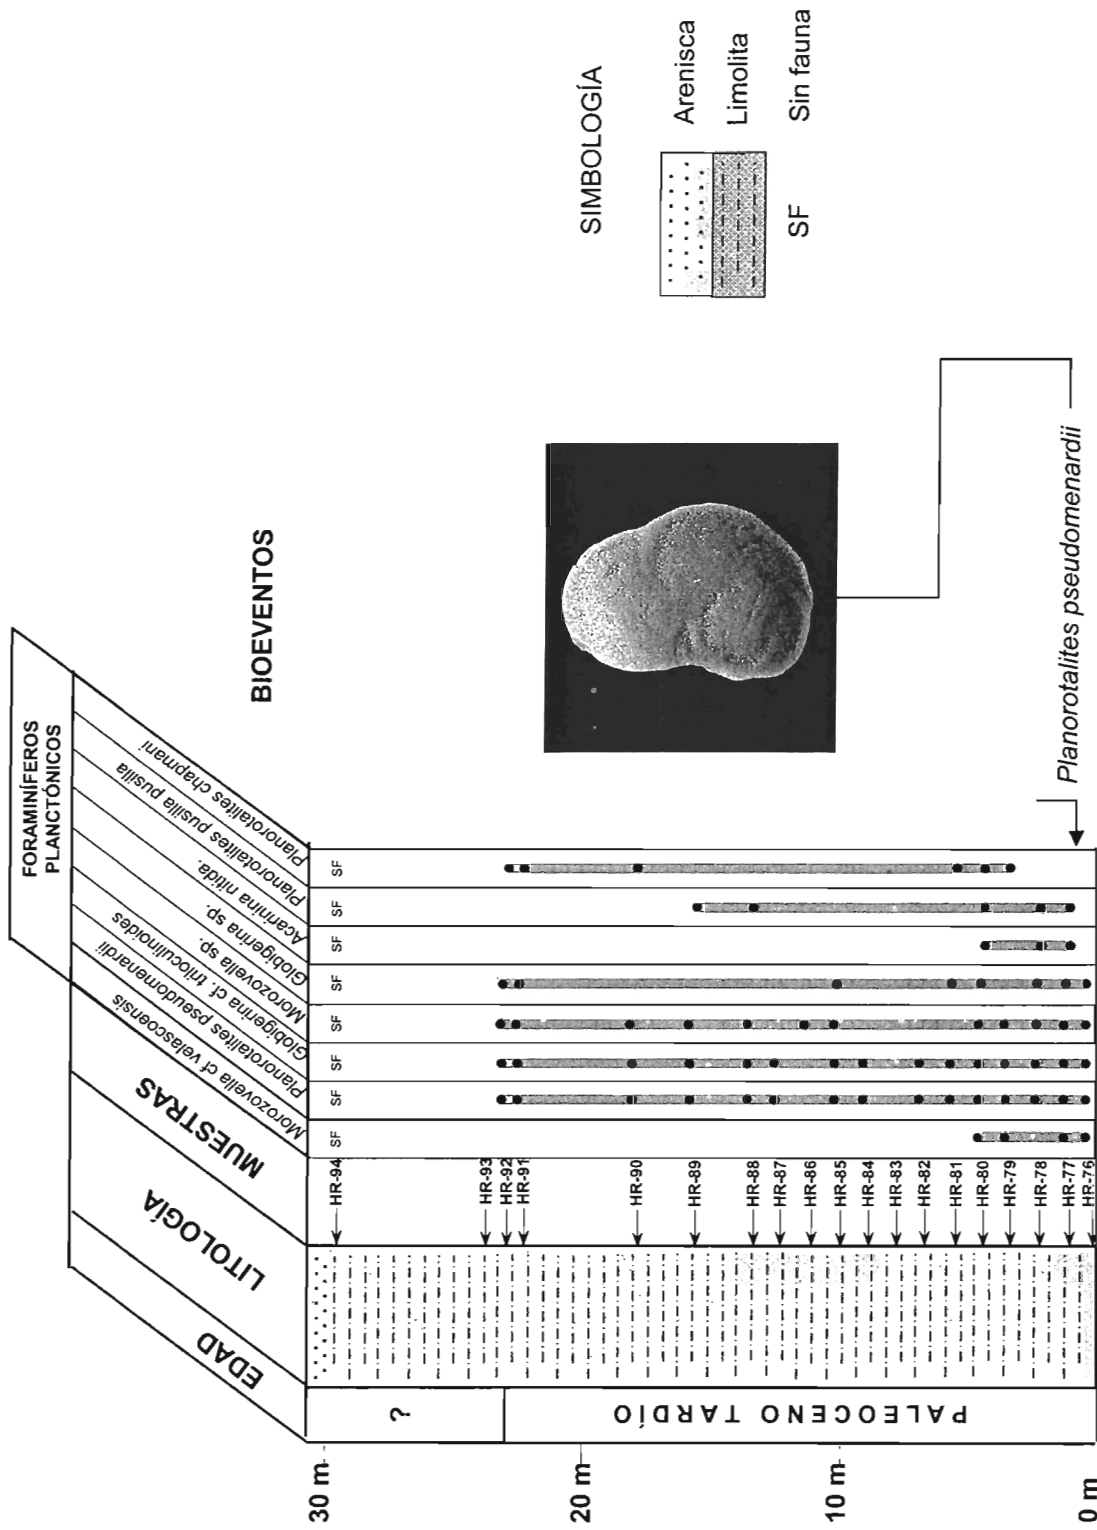 FORAMINÍFEROS
PLANCTÓNICOS
EDAD
LITOLOGÍA
MUESTRAS
Morozovella cf velascoensis
Planorotalites pseudomenardii
Globigerina cf. triloculinoides
Morozovella sp.
Globigerina sp.
Acarinina nitida.
Planorotalites pusilla pusilla
Planorotalites chapmani
BIOEVENTOS
30 m
20 m
10 m
0 m
?
PALEOCENO TARDÍO
HR-94
HR-93
HR-92
HR-91
HR-90
HR-89
HR-88
HR-87
HR-86
HR-85
HR-84
HR-83
HR-82
HR-81
HR-80
HR-79
HR-78
HR-77
HR-76
SF
SF
SF
SF
SF
SF
SF
SF
Planorotalites pseudomenardii
SIMBOLOGÍA
Arenisca
Limolita
SF Sin fauna